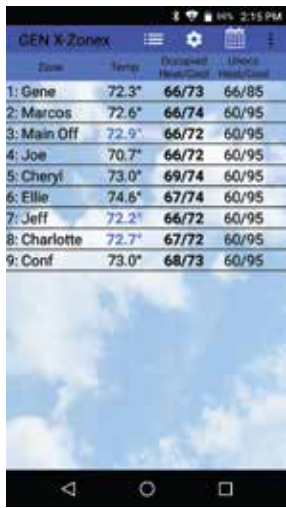 2:15 PM
GEN X-Zonex
Zone Temp Occupied Heat/Cool Unocc Heat/Cool
1: Gene 72.3° 66/73 66/85
2: Marcos 72.6° 66/74 60/95
3: Main Off 72.9° 66/72 60/95
4: Joe 70.7° 66/72 60/95
5: Cheryl 73.0° 69/74 60/95
6: Ellie 74.6° 67/74 60/95
7: Jeff 72.2° 66/72 60/95
8: Charlotte 72.7° 67/72 60/95
9: Conf 73.0° 68/73 60/95